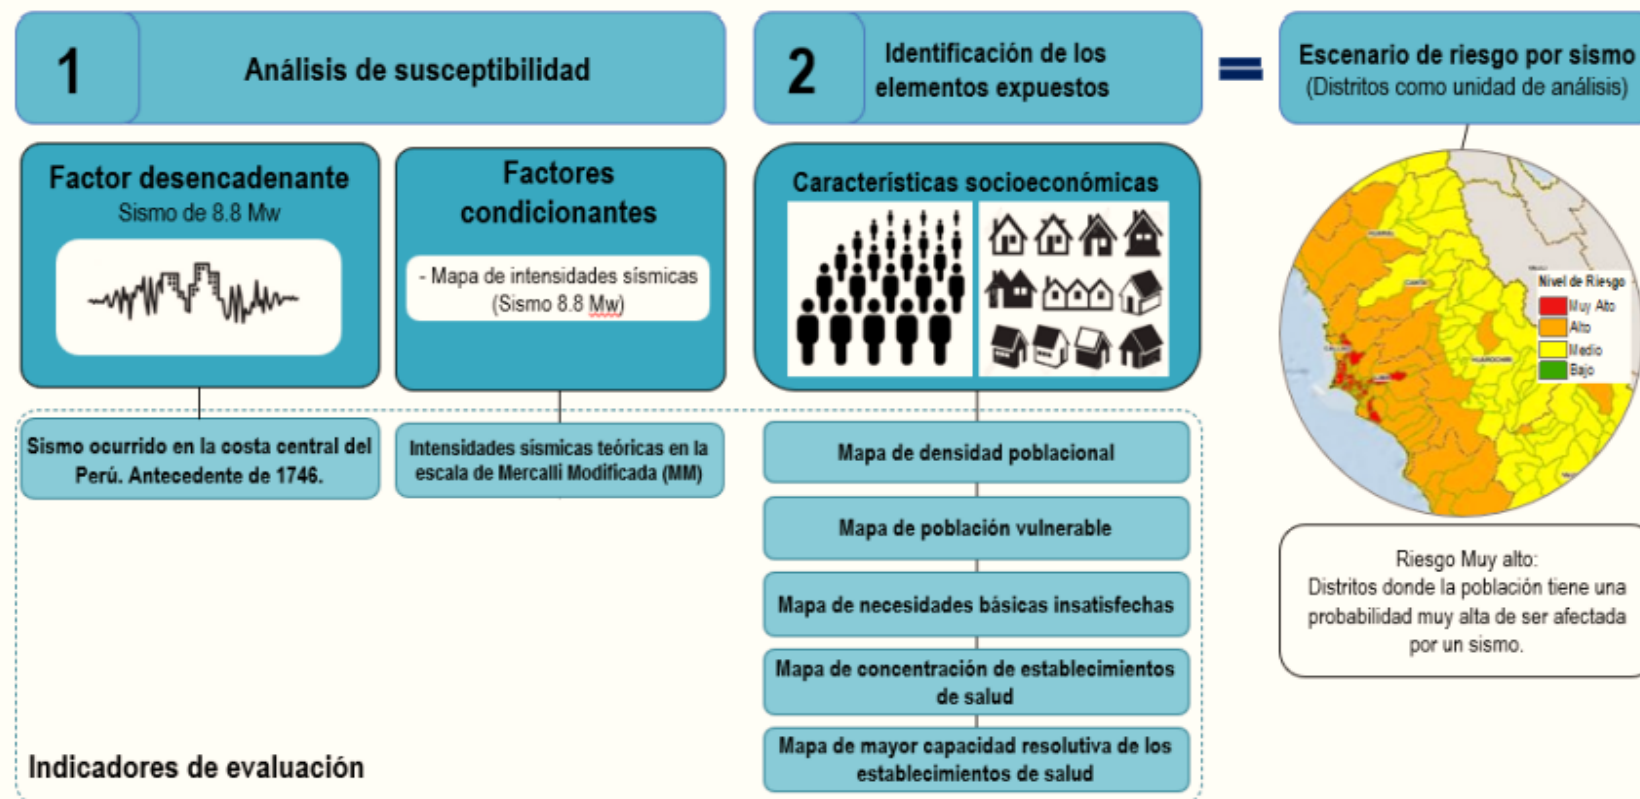 1
Análisis de susceptibilidad
2
Identificación de los
elementos expuestos
Escenario de riesgo por sismo
(Distritos como unidad de análisis)
Factor desencadenante
Sismo de 8.8 Mw
Factores
condicionantes
- Mapa de intensidades sísmicas
(Sismo 8.8 Mw)
Características socioeconómicas
Sismo ocurrido en la costa central del
Perú. Antecedente de 1746.
Intensidades sísmicas teóricas en la
escala de Mercalli Modificada (MM)
Mapa de densidad poblacional
Mapa de población vulnerable
Mapa de necesidades básicas insatisfechas
Mapa de concentración de establecimientos
de salud
Mapa de mayor capacidad resolutiva de los
establecimientos de salud
Indicadores de evaluación
Nivel de Riesgo
Muy Alto
Alto
Medio
Bajo
Riesgo Muy alto:
Distritos donde la población tiene una
probabilidad muy alta de ser afectada
por un sismo.